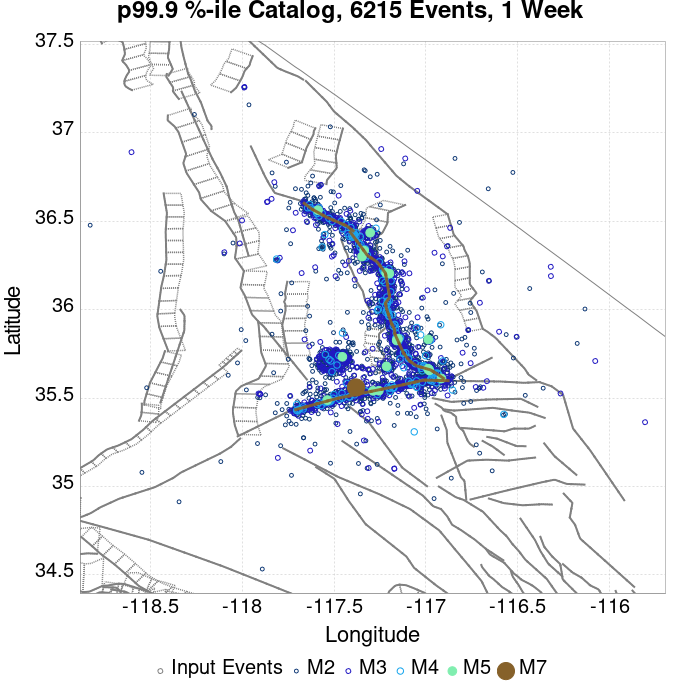 p99.9 %-ile Catalog, 6215 Events, 1 Week
37.5
37
36.5
36
35.5
35
34.5
Latitude
-118.5 -118 -117.5 -117 -116.5 -116
Longitude
Input Events M2 M3 M4 M5 M7